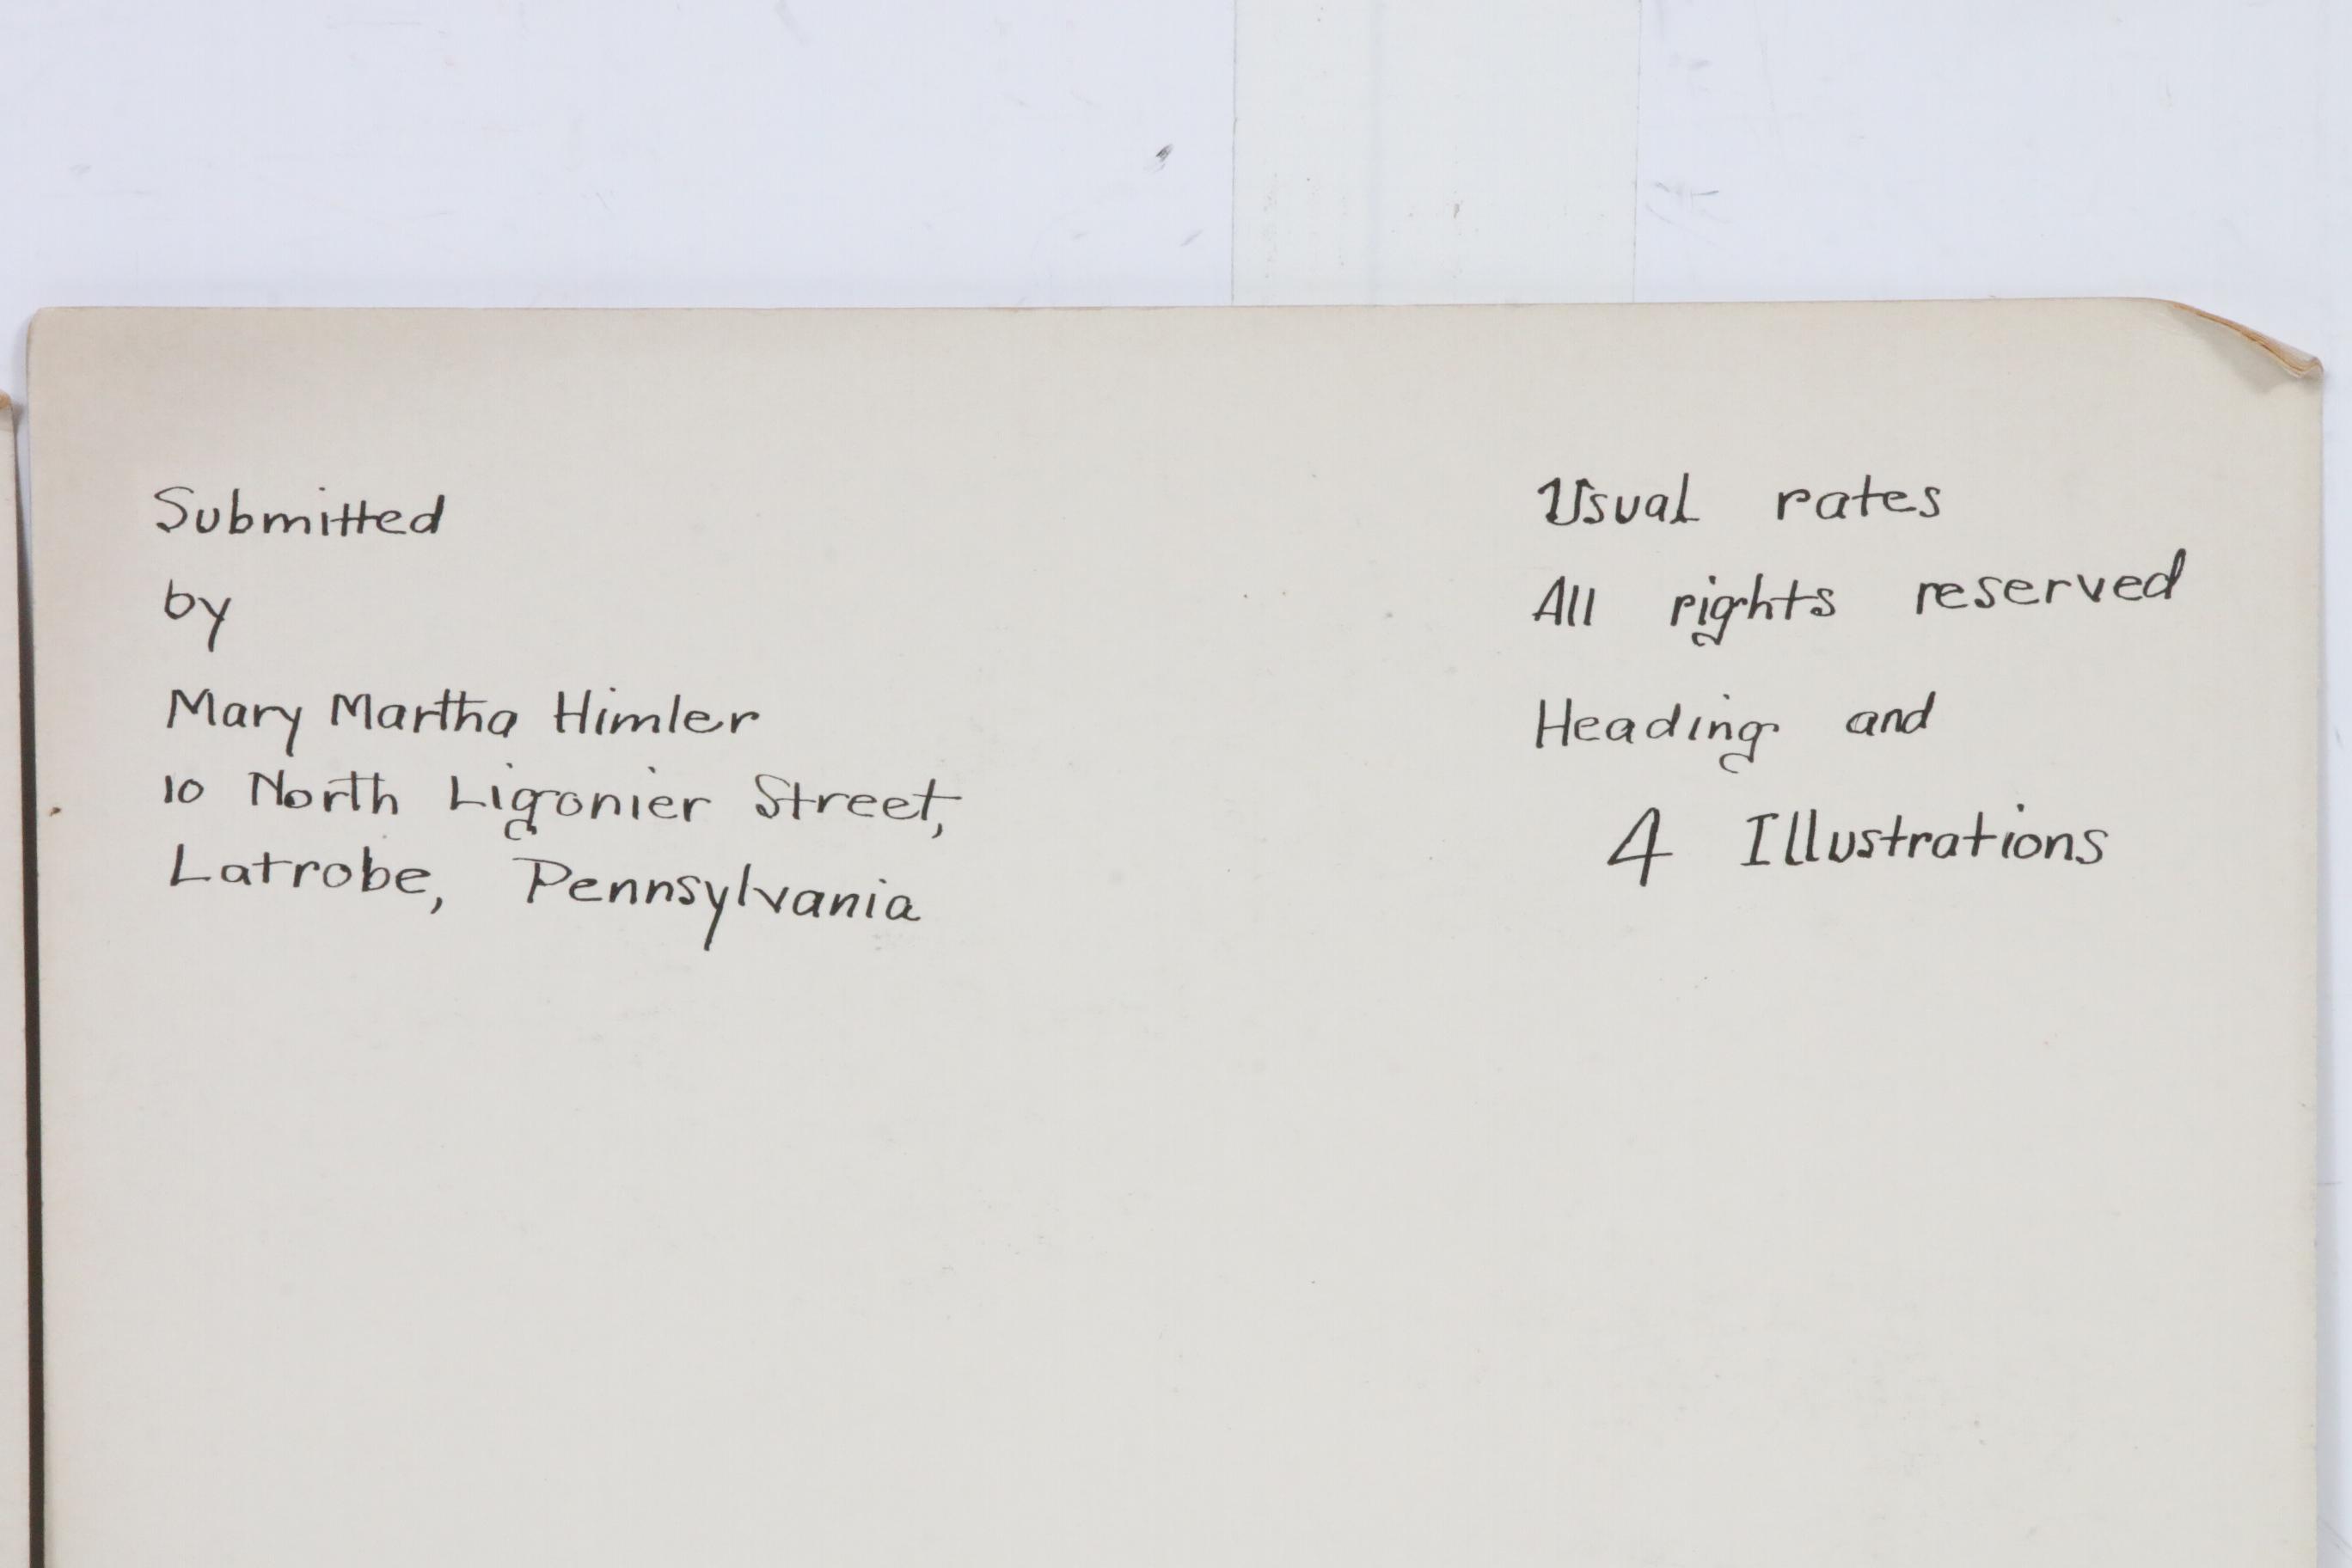 Submitted
by
Mary Martha Himler
10 North Ligonier Street,
Latrobe, Pennsylvania
Usual rates
All rights reserved
Heading and
4 Illustrations